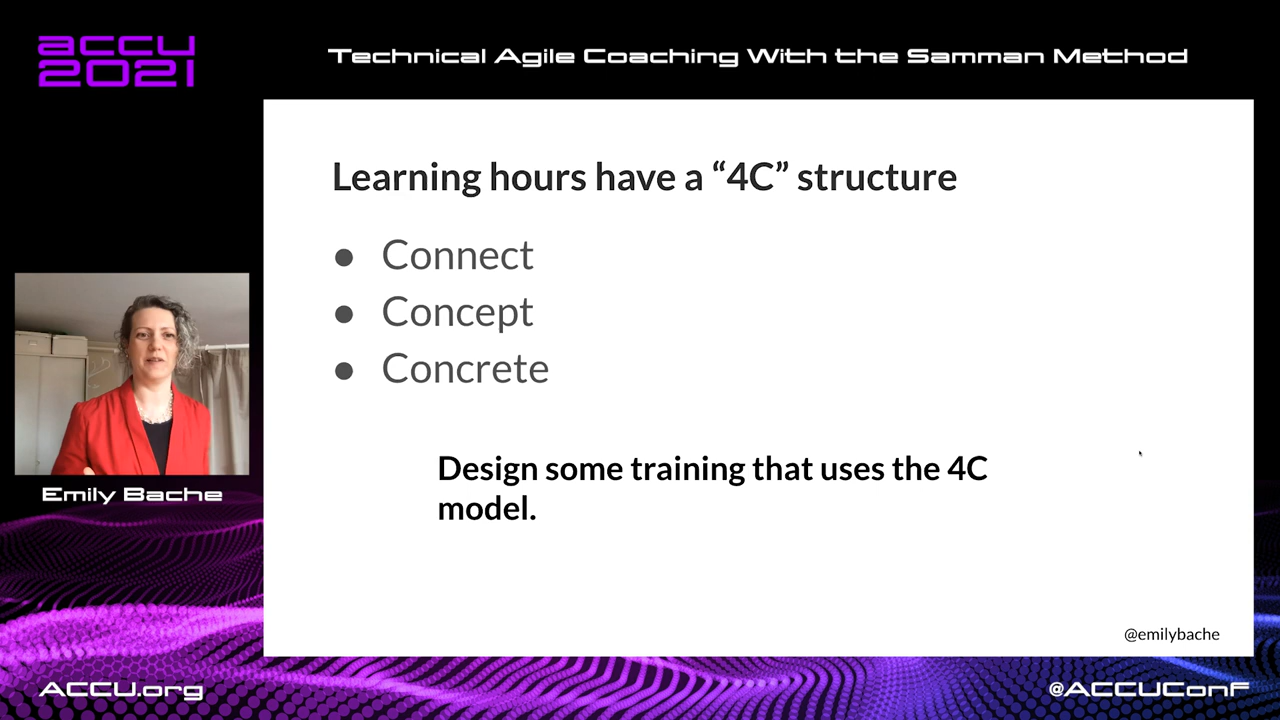 accu
2021
Technical Agile Coaching With the Samman Method
Learning hours have a “4C” structure
● Connect
● Concept
● Concrete
Design some training that uses the 4C
model.
Emily Bache
@emilybache
ACCU.org
@ACCUConf